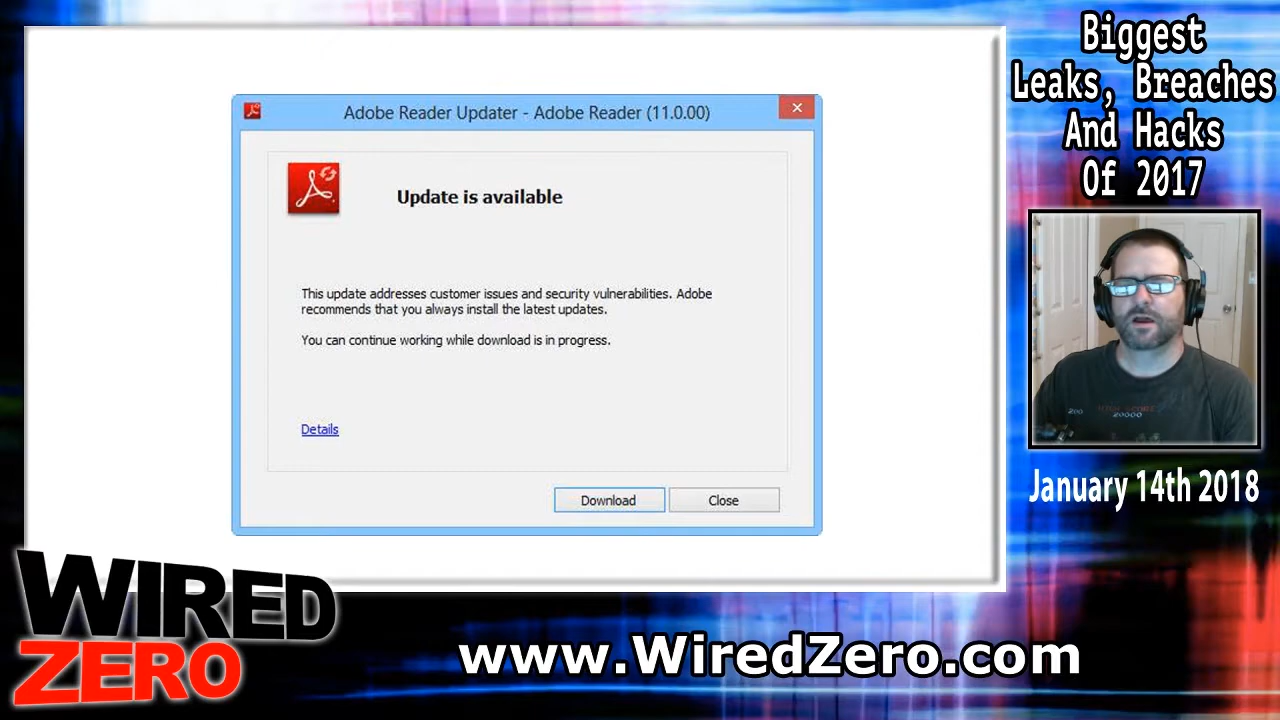 Adobe Reader Updater - Adobe Reader (11.0.00)
Update is available
This update addresses customer issues and security vulnerabilities. Adobe
recommends that you always install the latest updates.
You can continue working while download is in progress.
Details
Download
Close
Biggest
Leaks, Breaches
And Hacks
Of 2017
20000
January 14th 2018
WIRED
ZERO
www.WiredZero.com